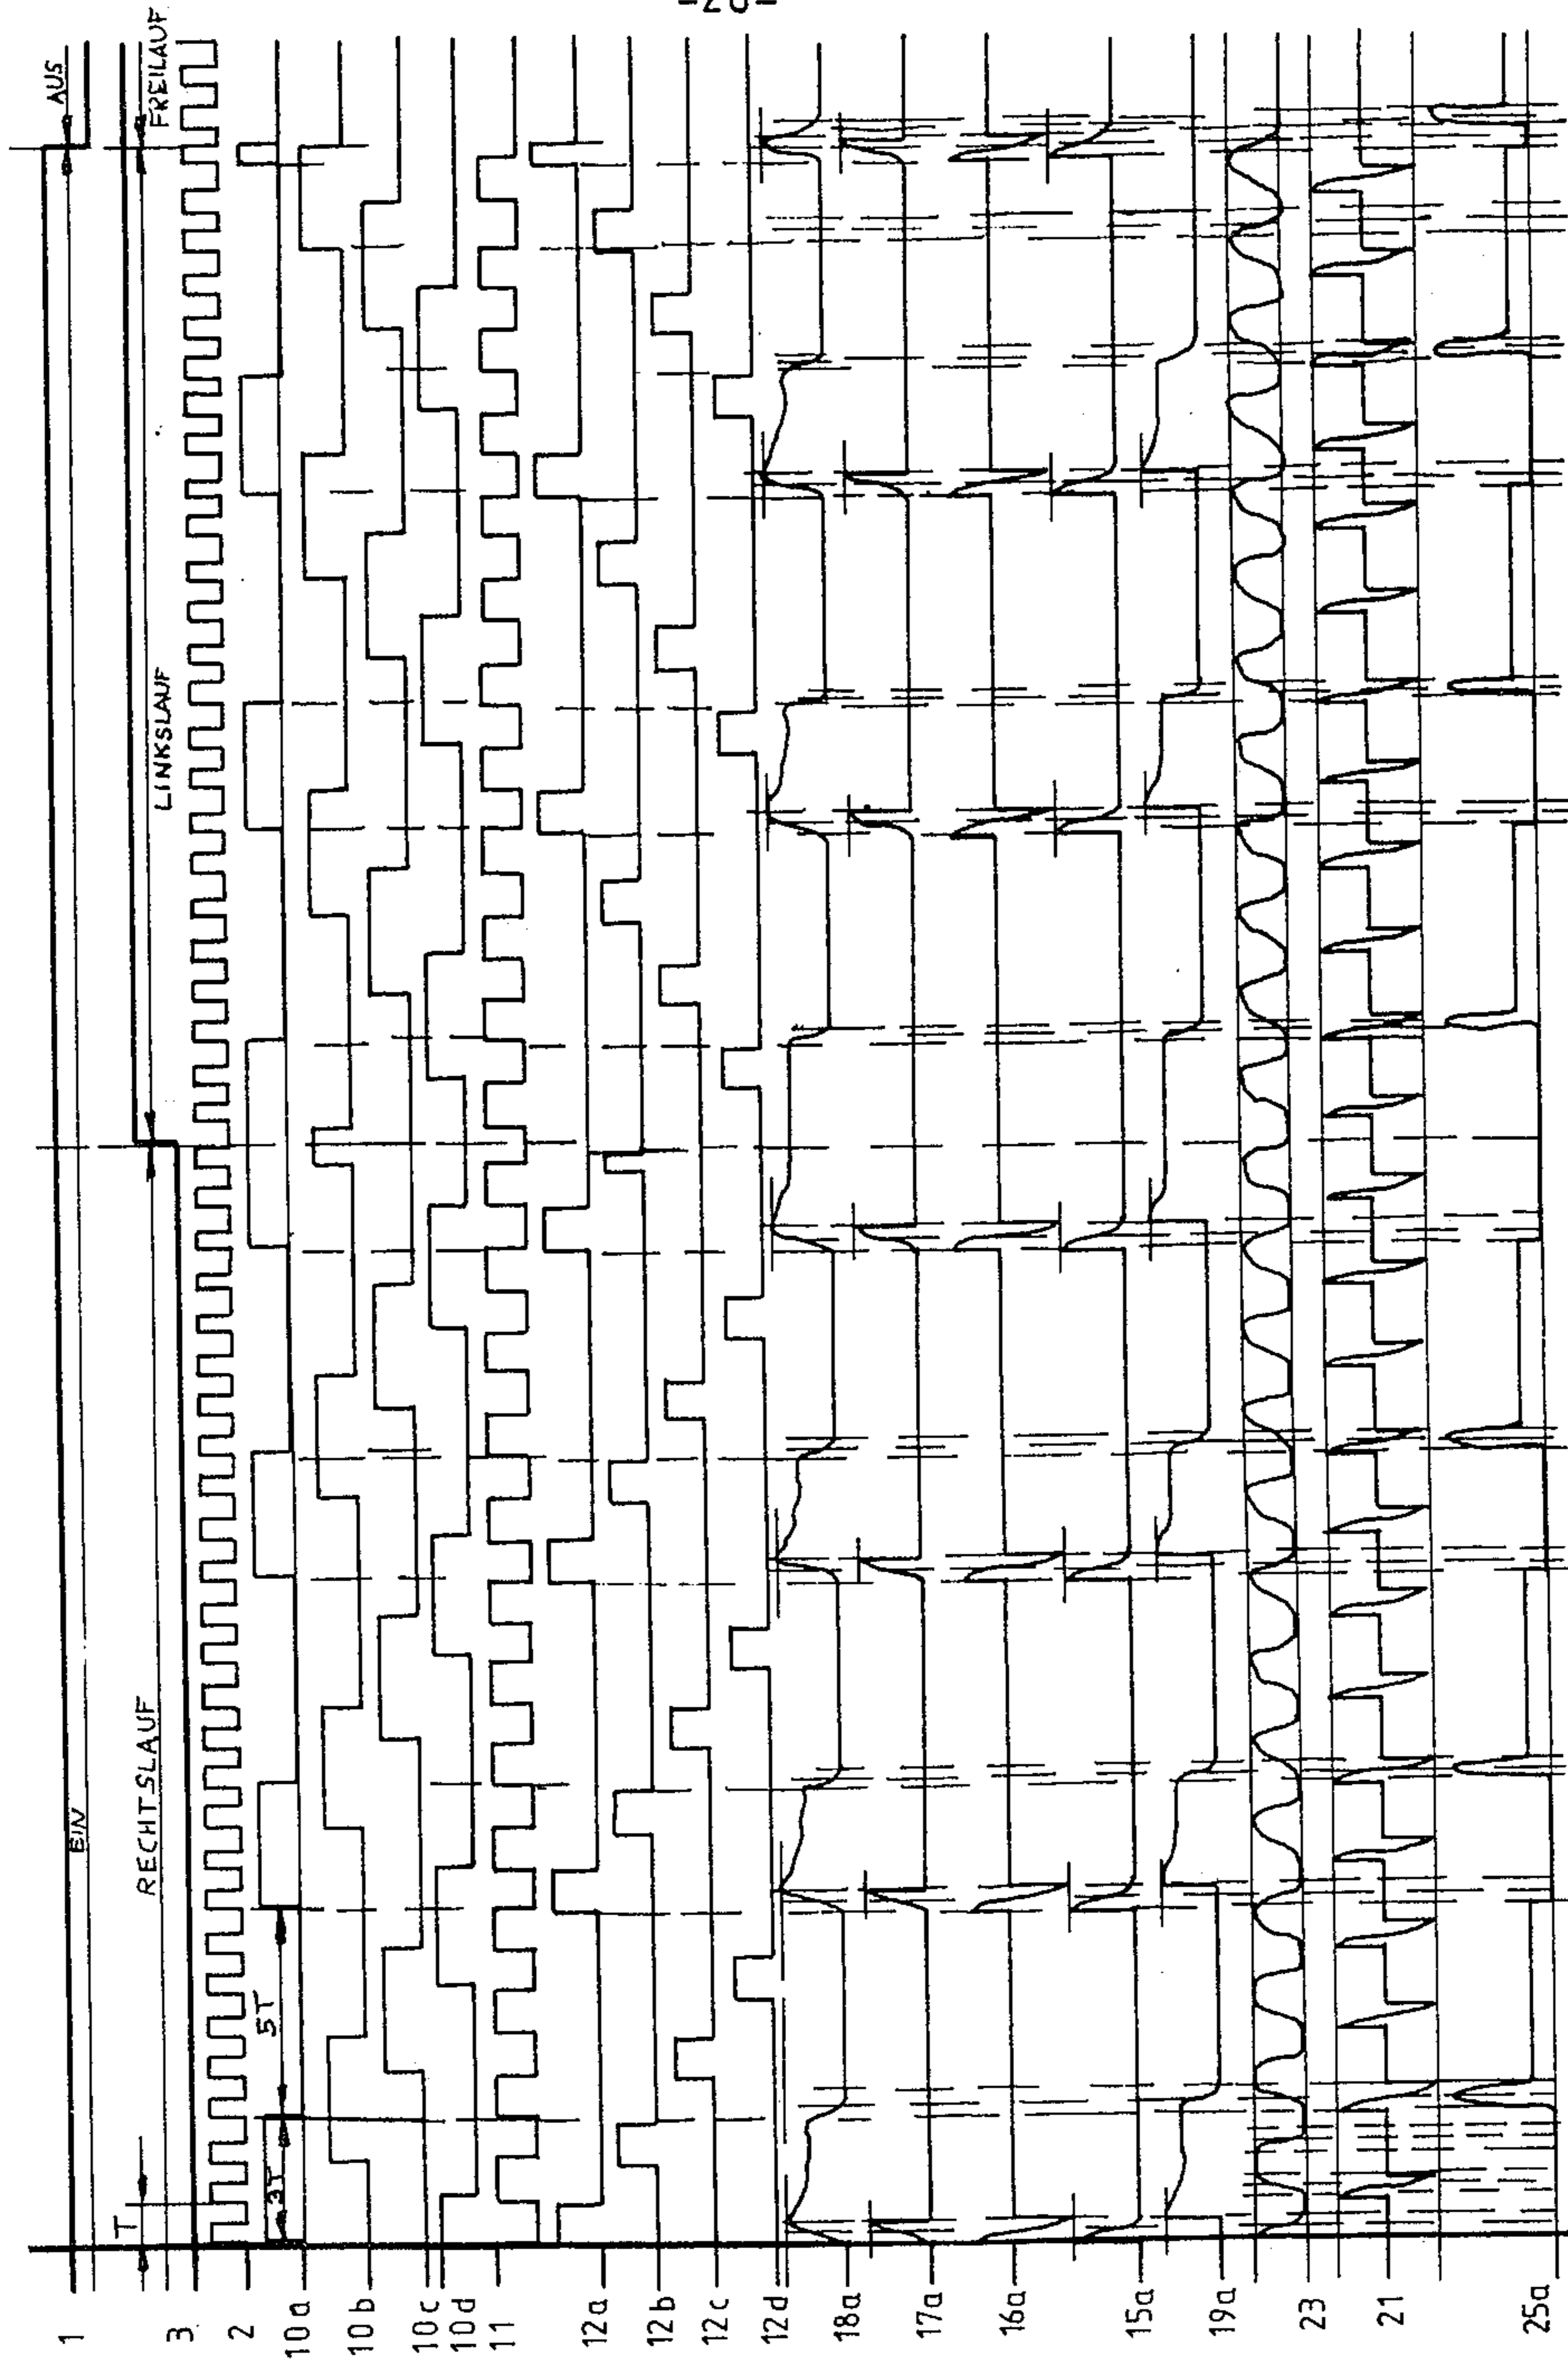 AUS
EIN
FREILAUF
LINKSLAUF
RECHTSLAUF
T
3T
5T
1
3
2
10a
10b
10c
10d
11
12a
12b
12c
12d
18a
17a
16a
15a
19a
23
21
25a